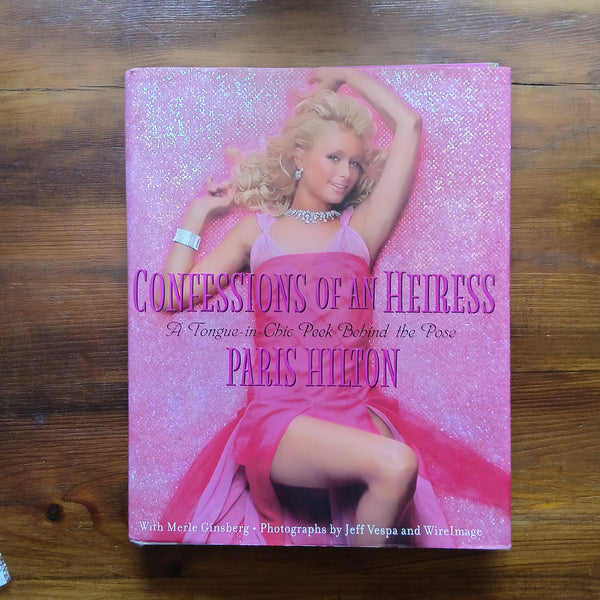 CONFESSIONS OF AN HEIRESS
A Tongue-in-Chic Peek Behind the Pose
PARIS HILTON
With Merle Ginsberg • Photographs by Jeff Vespa and WireImage